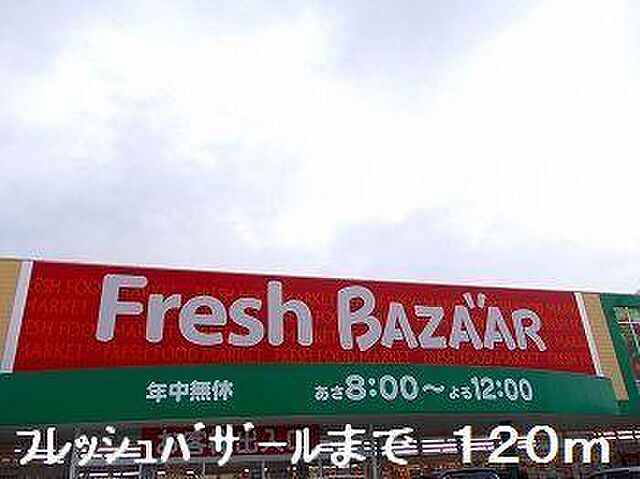 Fresh BAZAAR
年中無休 あさ8:00～よる12:00
ﾌﾚｯｼｭﾊﾞｻﾞｰﾙまで 120ｍ